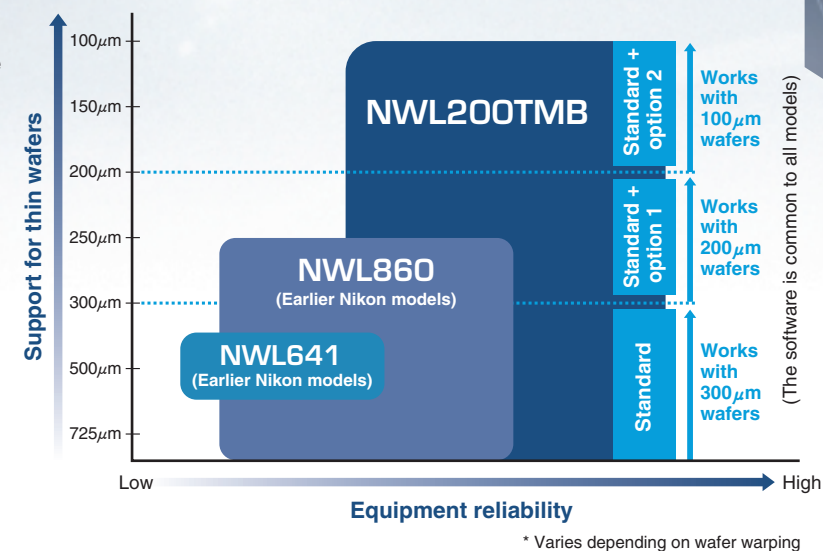 Support for thin wafers
100μm
150μm
200μm
250μm
300μm
500μm
725μm
NWL200TMB
NWL860
(Earlier Nikon models)
NWL641
(Earlier Nikon models)
Standard +
option 2
Standard +
option 1
Standard
Works
with
100μm
wafers
Works
with
200μm
wafers
Works
with
300μm
wafers
(The software is common to all models)
Low
High
Equipment reliability
* Varies depending on wafer warping